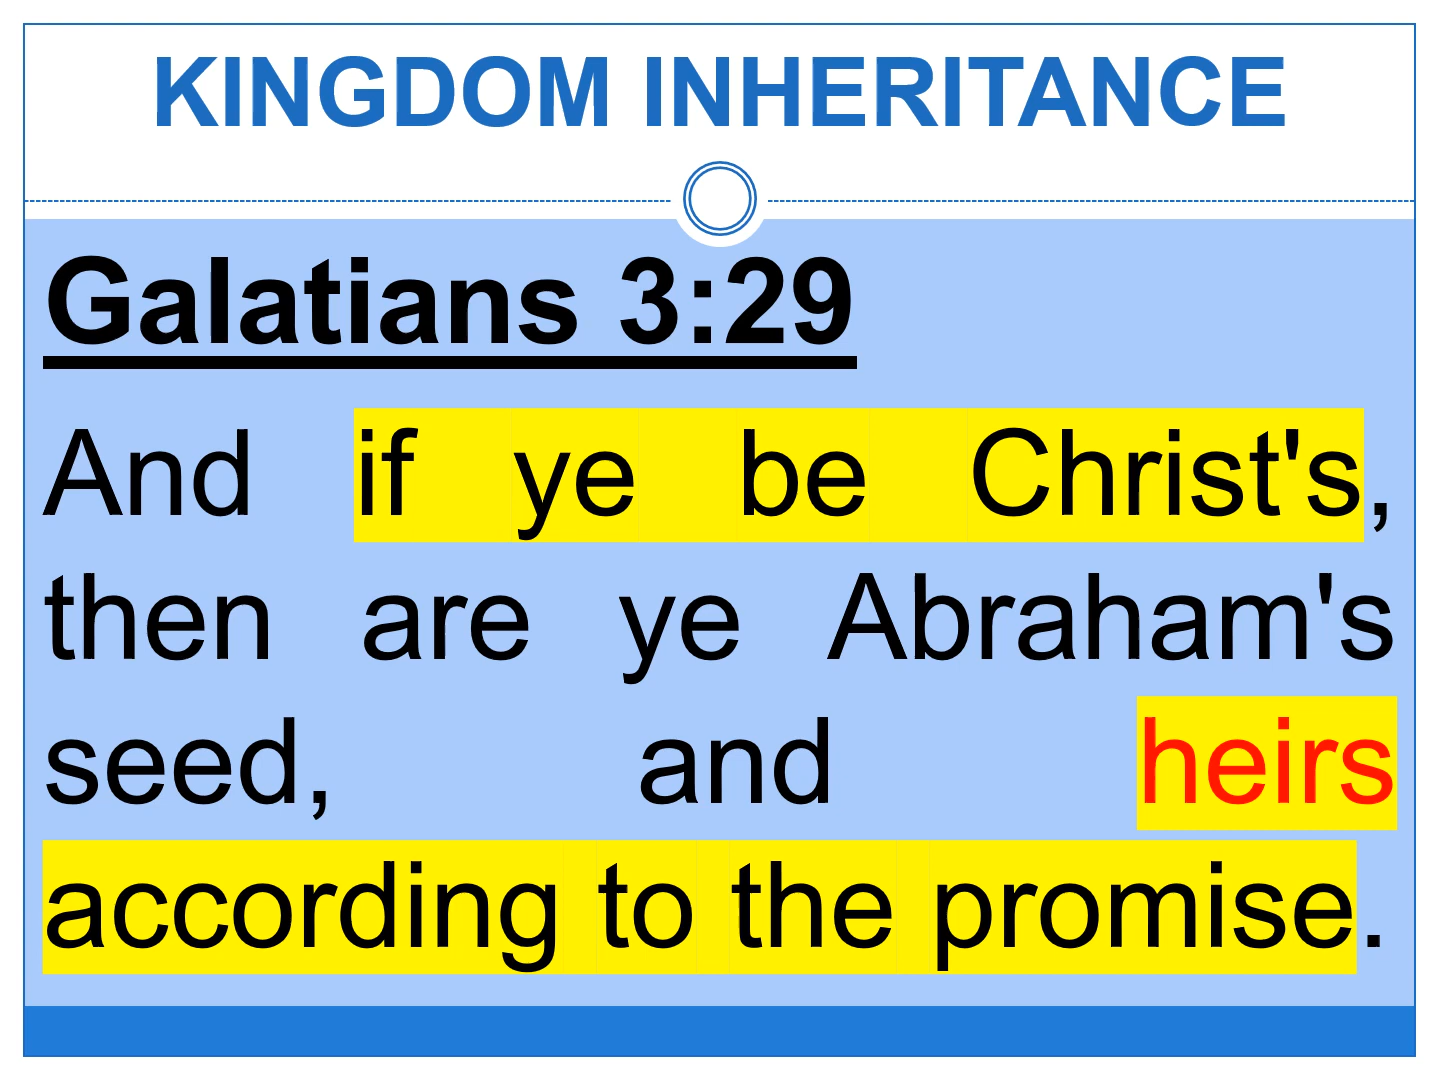 KINGDOM INHERITANCE
Galatians 3:29
And if ye be Christ's,
then are ye Abraham's
seed, and heirs
according to the promise.